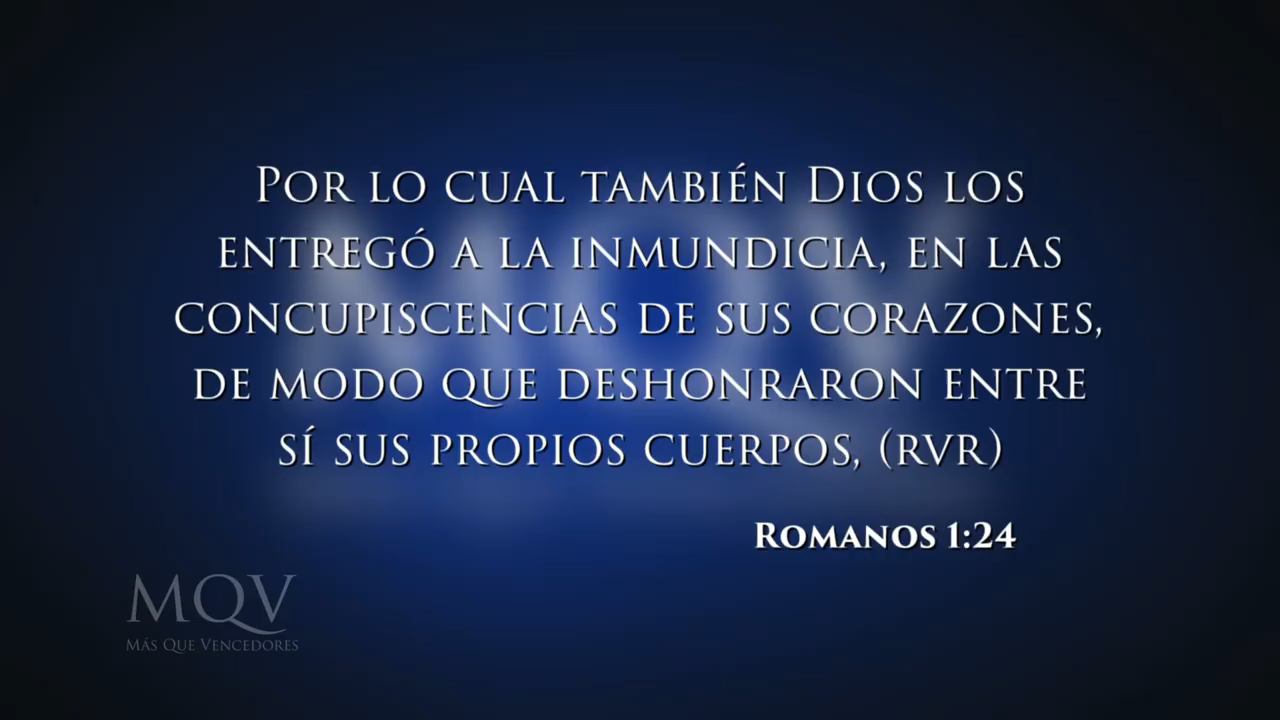 Por lo cual también Dios los
entregó a la inmundicia, en las
concupiscencias de sus corazones,
de modo que deshonraron entre
sí sus propios cuerpos, (rvr)
Romanos 1:24
MQV
Más Que Vencedores